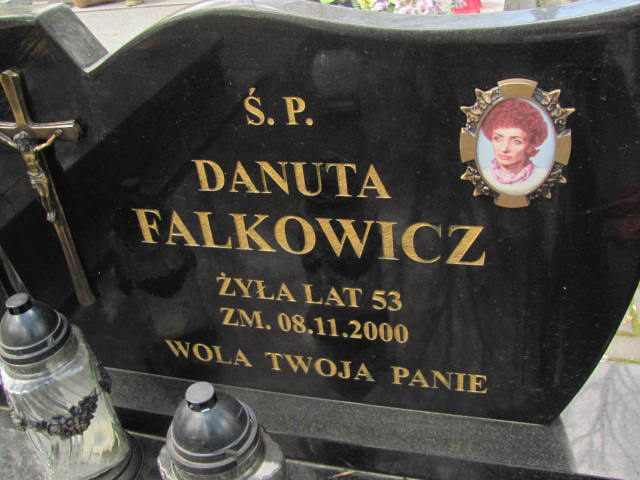 Ś. P.
DANUTA
FALKOWICZ
ŻYŁA LAT 53
ZM. 08.11.2000
WOLA TWOJA PANIE